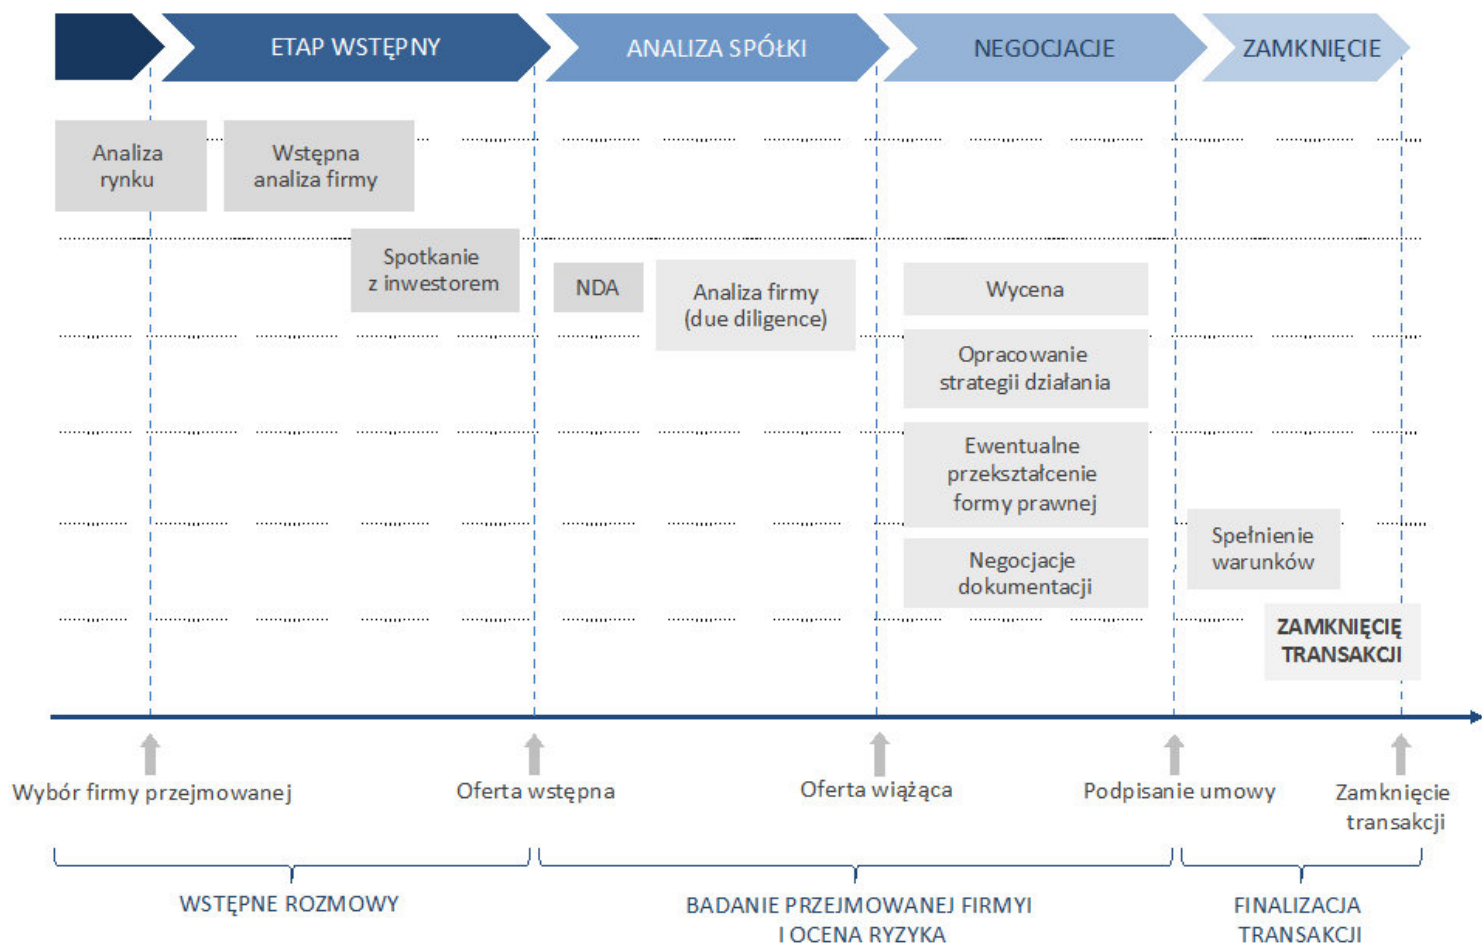 ETAP WSTĘPNY
ANALIZA SPÓŁKI
NEGOCJACJE
ZAMKNIĘCIE
Analiza
rynku
Wstępna
analiza firmy
Spotkanie
z inwestorem
NDA
Analiza firmy
(due diligence)
Wycena
Opracowanie
strategii działania
Ewentualne
przekształcenie
formy prawnej
Negocjacje
dokumentacji
Spełnienie
warunków
ZAMKNIĘCIĘ
TRANSAKCJI
Wybór firmy przejmowanej
Oferta wstępna
Oferta wiążąca
Podpisanie umowy
Zamknięcie
transakcji
WSTĘPNE ROZMOWY
BADANIE PRZEJMOWANEJ FIRMYI
I OCENA RYZYKA
FINALIZACJA
TRANSAKCJI